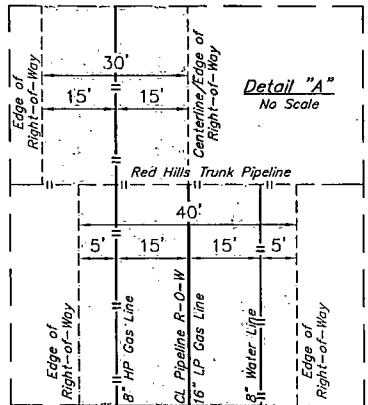 30'
15' 15'
Edge of
Right-of-Way
Centerline/Edge of
Right-of-Way
Detail "A"
No Scale
Red Hills Trunk Pipeline
40'
5' 15' 15' 5'
Edge of
Right-of-Way
8" HP Gas Line
CL Pipeline R-O-W
16" LP Gas Line
8" Water Line
Edge of
Right-of-Way